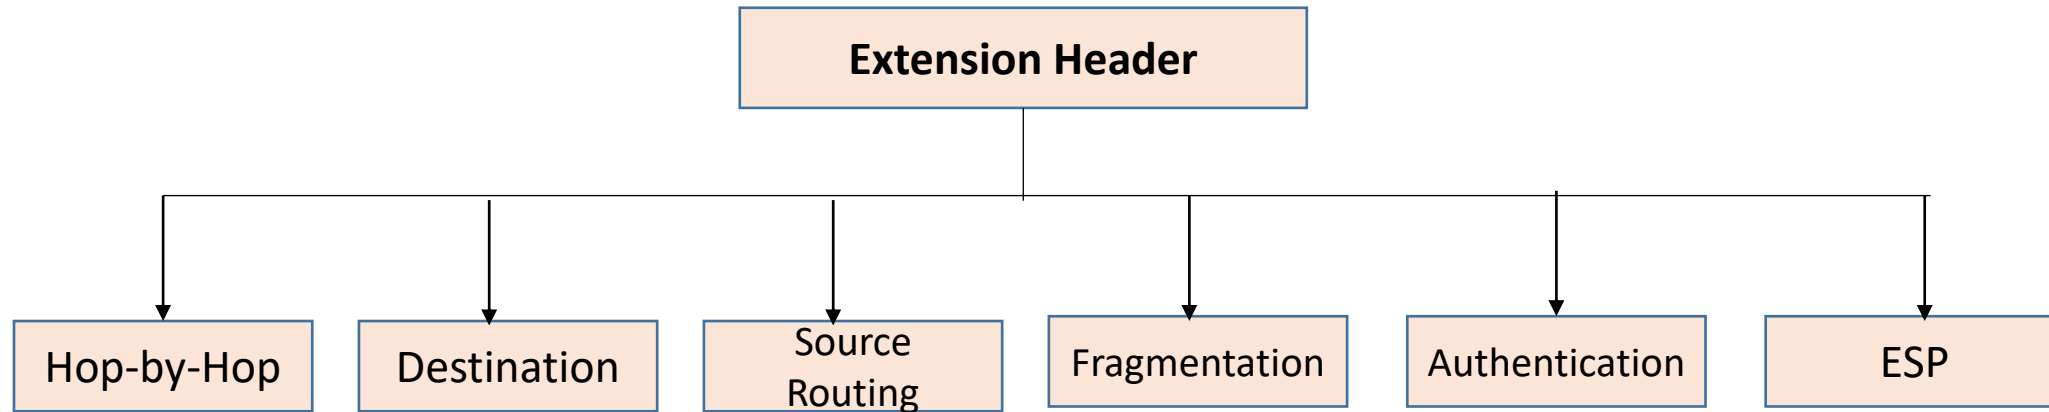 Extension Header
Hop-by-Hop
Destination
Source
Routing
Fragmentation
Authentication
ESP